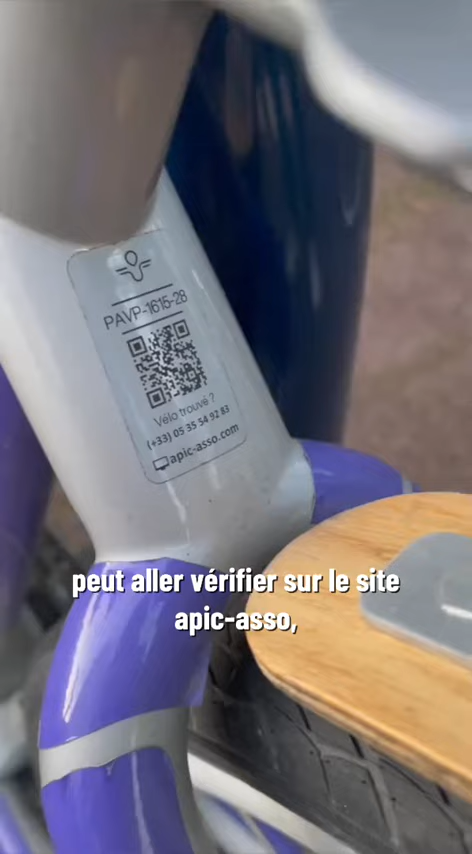 PAVP-1615-28
Vélo trouvé ?
(+33) 05 35 54 92 83
apic-asso.com
peut aller vérifier sur le site
apic-asso,